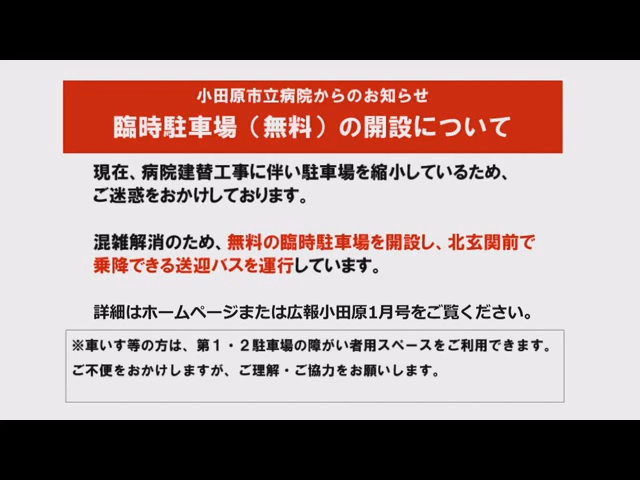 小田原市立病院からのお知らせ
臨時駐車場(無料)の開設について
現在、病院建替工事に伴い駐車場を縮小しているため、
ご迷惑をおかけしております。
混雑解消のため、無料の臨時駐車場を開設し、北玄関前で
乗降できる送迎バスを運行しています。
詳細はホームページまたは広報小田原1月号をご覧ください。
※車いす等の方は、第1・2駐車場の障がい者用スペースをご利用できます。
ご不便をおかけしますが、ご理解・ご協力をお願いします。